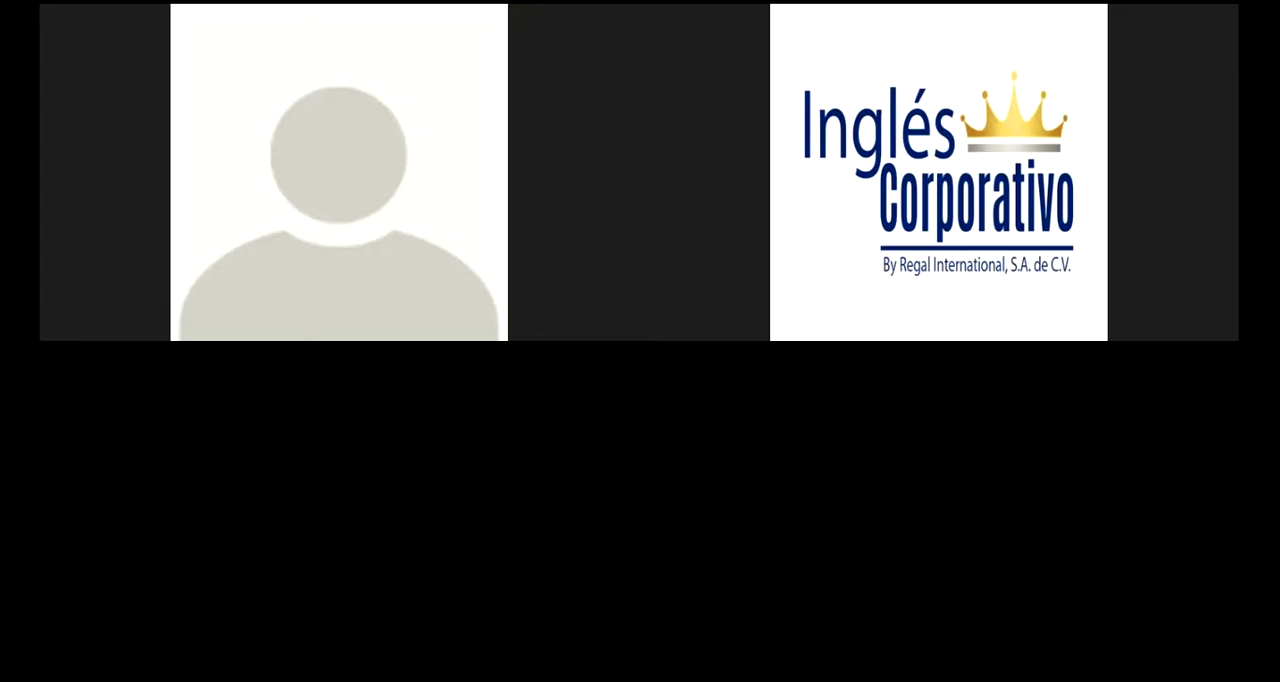 Inglés
Corporativo
By Regal International, S.A. de C.V.